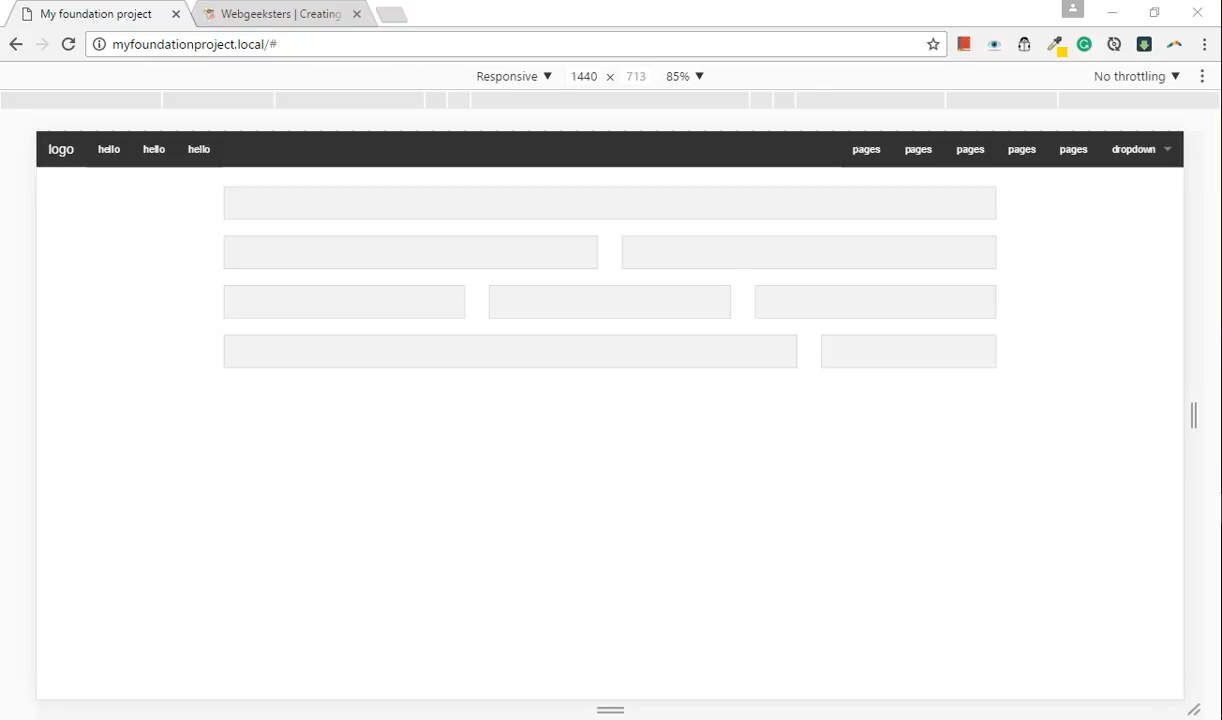 My foundation project
Webgeeksters | Creating
myfoundationproject.local/#
Responsive ▼ 1440 x 713 85% ▼ No throttling ▼
logo hello hello hello pages pages pages pages pages dropdown